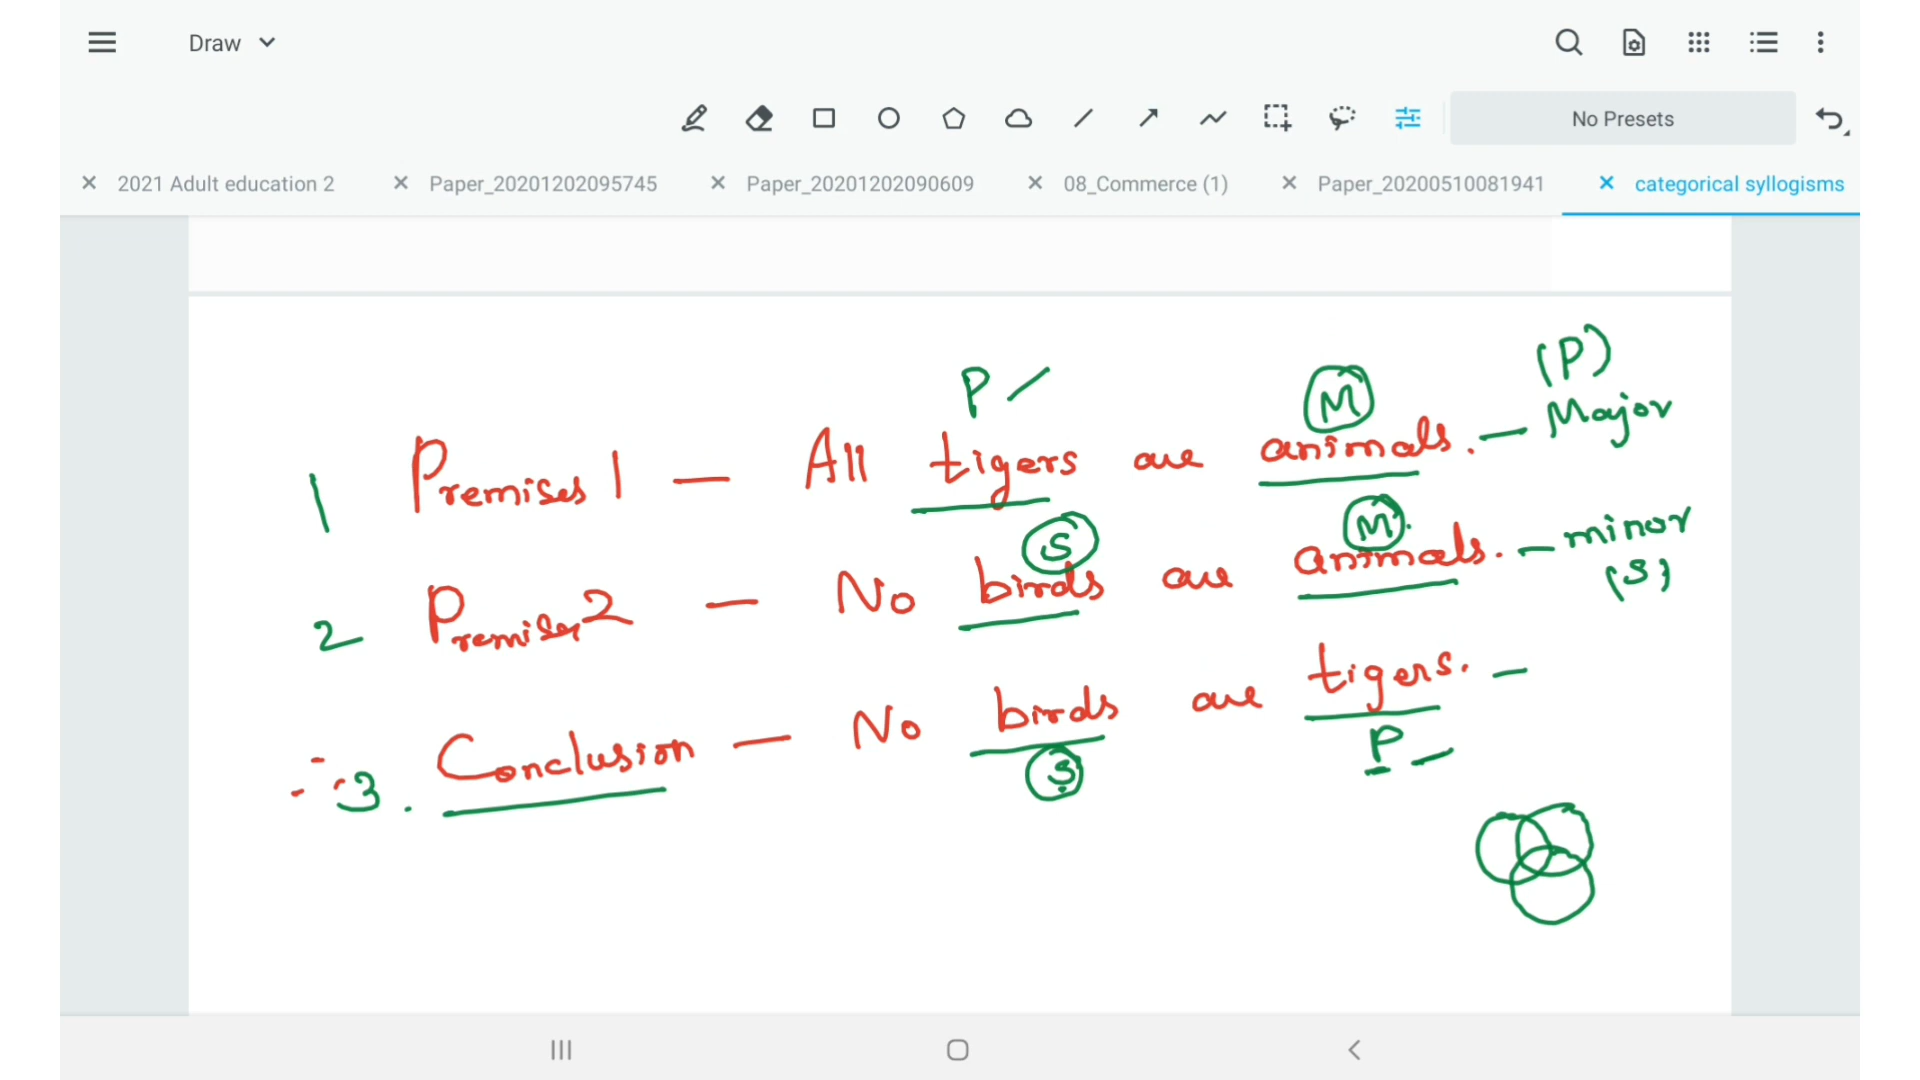 Draw
No Presets
2021 Adult education 2
Paper_20201202095745
Paper_20201202090609
08_Commerce (1)
Paper_20200510081941
categorical syllogisms
P M (P)
1 Premises 1 — All tigers are animals. — Major
S M
2 Premises 2 — No birds are animals. — minor
(S)
∴ 3. Conclusion — No birds are tigers. —
S P —